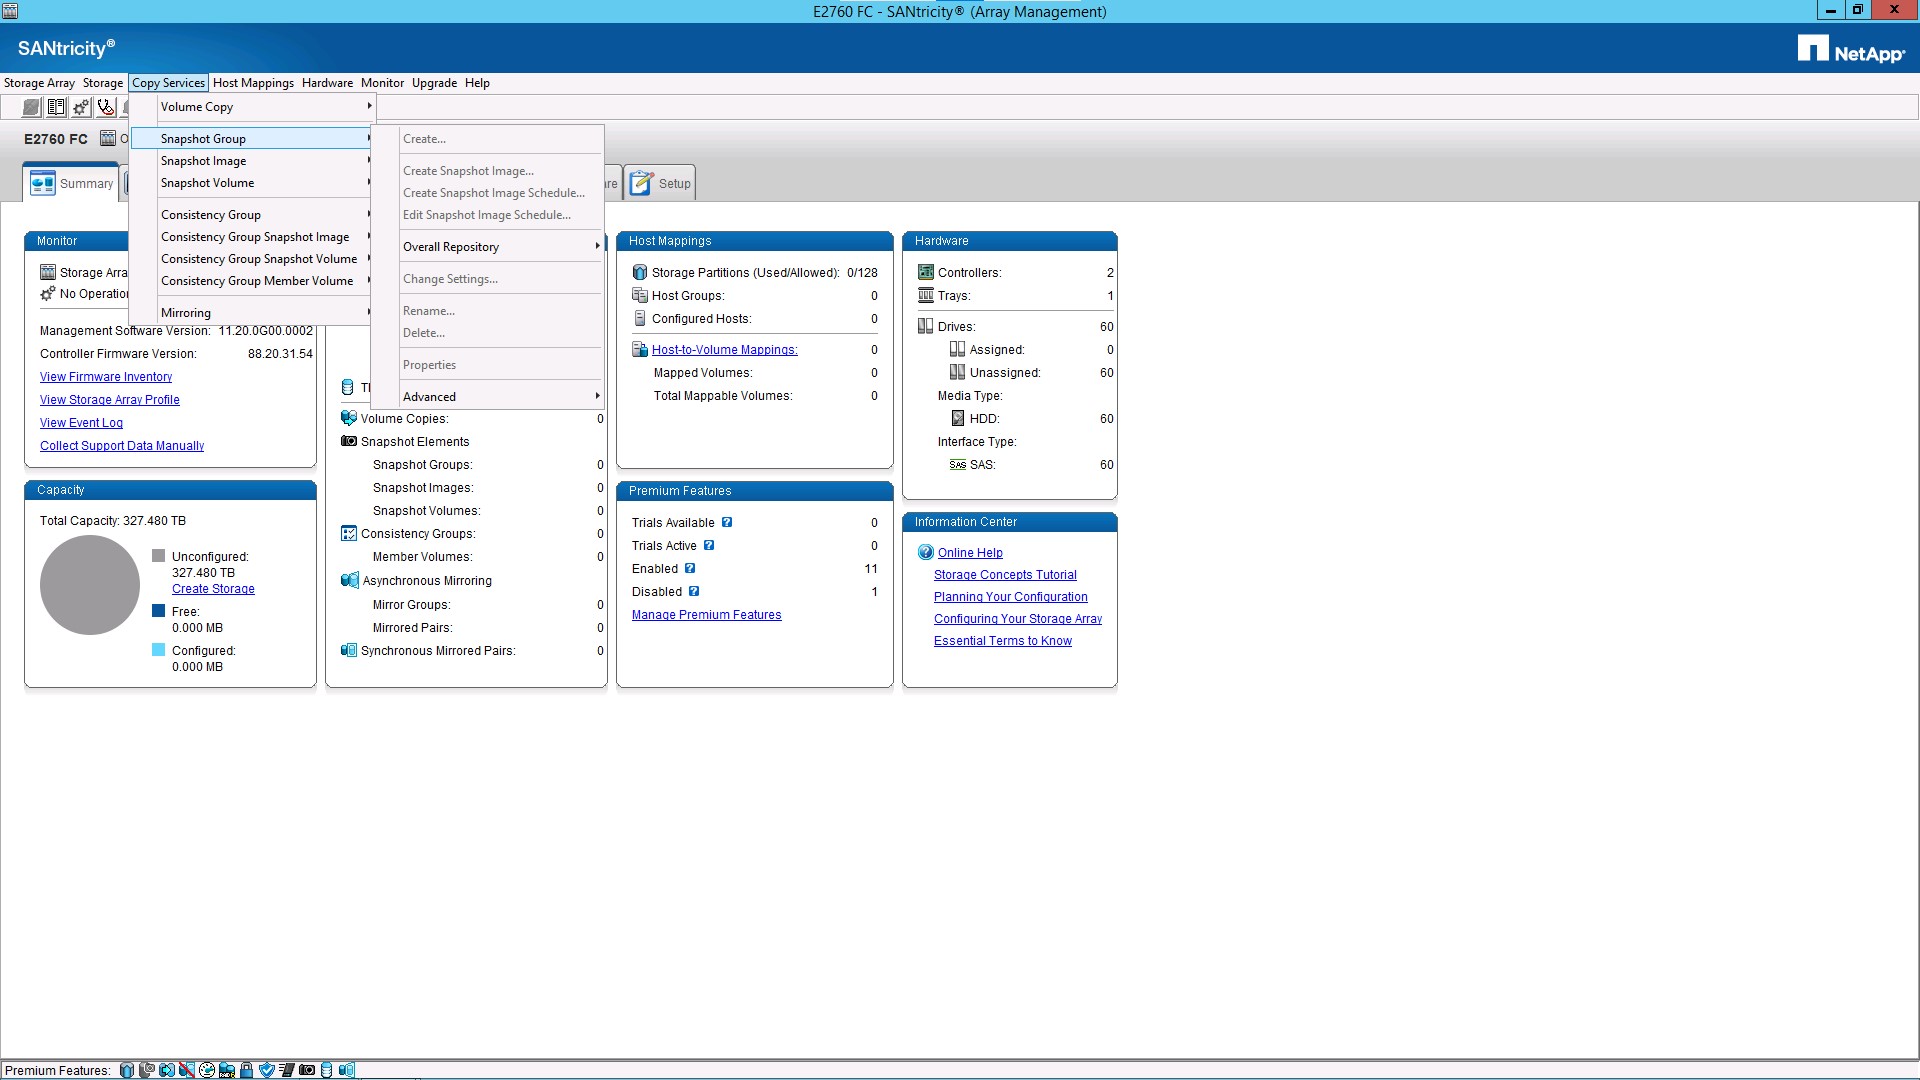 E2760 FC - SANtricity® (Array Management)
SANtricity®
NetApp®
Storage Array Storage Copy Services Host Mappings Hardware Monitor Upgrade Help
E2760 FC
Summary
Setup
Volume Copy
Snapshot Group
Snapshot Image
Snapshot Volume
Consistency Group
Consistency Group Snapshot Image
Consistency Group Snapshot Volume
Consistency Group Member Volume
Mirroring
Create...
Create Snapshot Image...
Create Snapshot Image Schedule...
Edit Snapshot Image Schedule...
Overall Repository
Change Settings...
Rename...
Delete...
Properties
Advanced
Monitor
Storage Arra
No Operation
Management Software Version: 11.20.0G00.0002
Controller Firmware Version: 88.20.31.54
View Firmware Inventory
View Storage Array Profile
View Event Log
Collect Support Data Manually
Capacity
Total Capacity: 327.480 TB
Unconfigured:
327.480 TB
Create Storage
Free:
0.000 MB
Configured:
0.000 MB
Volume Copies: 0
Snapshot Elements
Snapshot Groups: 0
Snapshot Images: 0
Snapshot Volumes: 0
Consistency Groups: 0
Member Volumes: 0
Asynchronous Mirroring
Mirror Groups: 0
Mirrored Pairs: 0
Synchronous Mirrored Pairs: 0
Host Mappings
Storage Partitions (Used/Allowed): 0/128
Host Groups: 0
Configured Hosts: 0
Host-to-Volume Mappings: 0
Mapped Volumes: 0
Total Mappable Volumes: 0
Premium Features
Trials Available ? 0
Trials Active ? 0
Enabled ? 11
Disabled ? 1
Manage Premium Features
Hardware
Controllers: 2
Trays: 1
Drives: 60
Assigned: 0
Unassigned: 60
Media Type:
HDD: 60
Interface Type:
SAS SAS: 60
Information Center
? Online Help
Storage Concepts Tutorial
Planning Your Configuration
Configuring Your Storage Array
Essential Terms to Know
Premium Features: